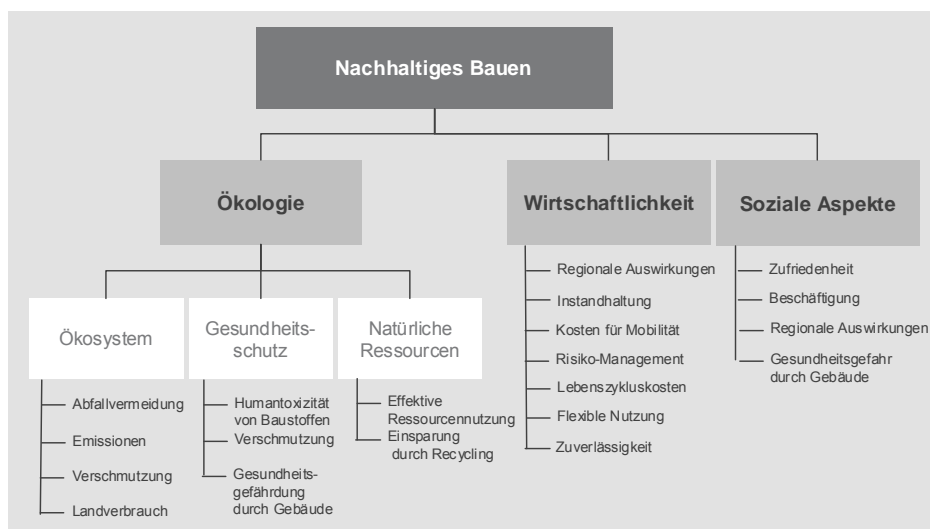 Nachhaltiges Bauen
Ökologie
Wirtschaftlichkeit
Soziale Aspekte
Ökosystem
Gesundheits-
schutz
Natürliche
Ressourcen
Abfallvermeidung
Emissionen
Verschmutzung
Landverbrauch
Humantoxizität
von Baustoffen
Verschmutzung
Gesundheits-
gefährdung
durch Gebäude
Effektive
Ressourcennutzung
Einsparung
durch Recycling
Regionale Auswirkungen
Instandhaltung
Kosten für Mobilität
Risiko-Management
Lebenszykluskosten
Flexible Nutzung
Zuverlässigkeit
Zufriedenheit
Beschäftigung
Regionale Auswirkungen
Gesundheitsgefahr
durch Gebäude